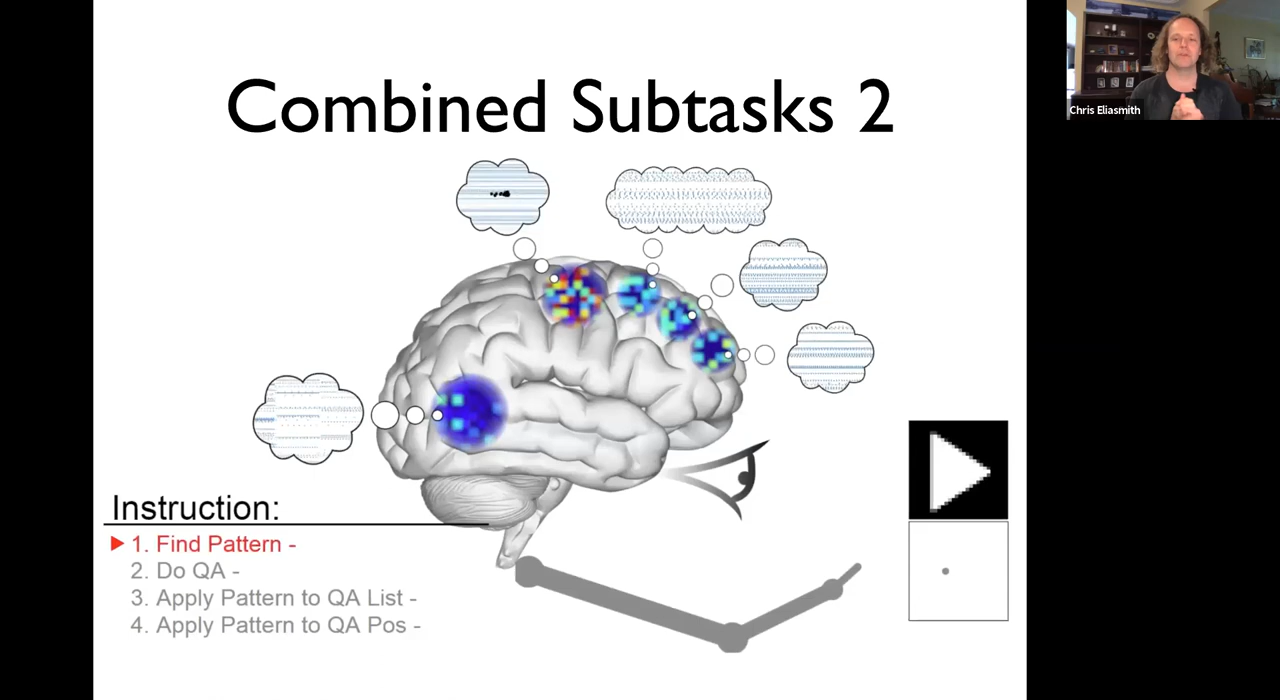 Combined Subtasks 2
Chris Eliasmith
Instruction:
1. Find Pattern -
2. Do QA -
3. Apply Pattern to QA List -
4. Apply Pattern to QA Pos -